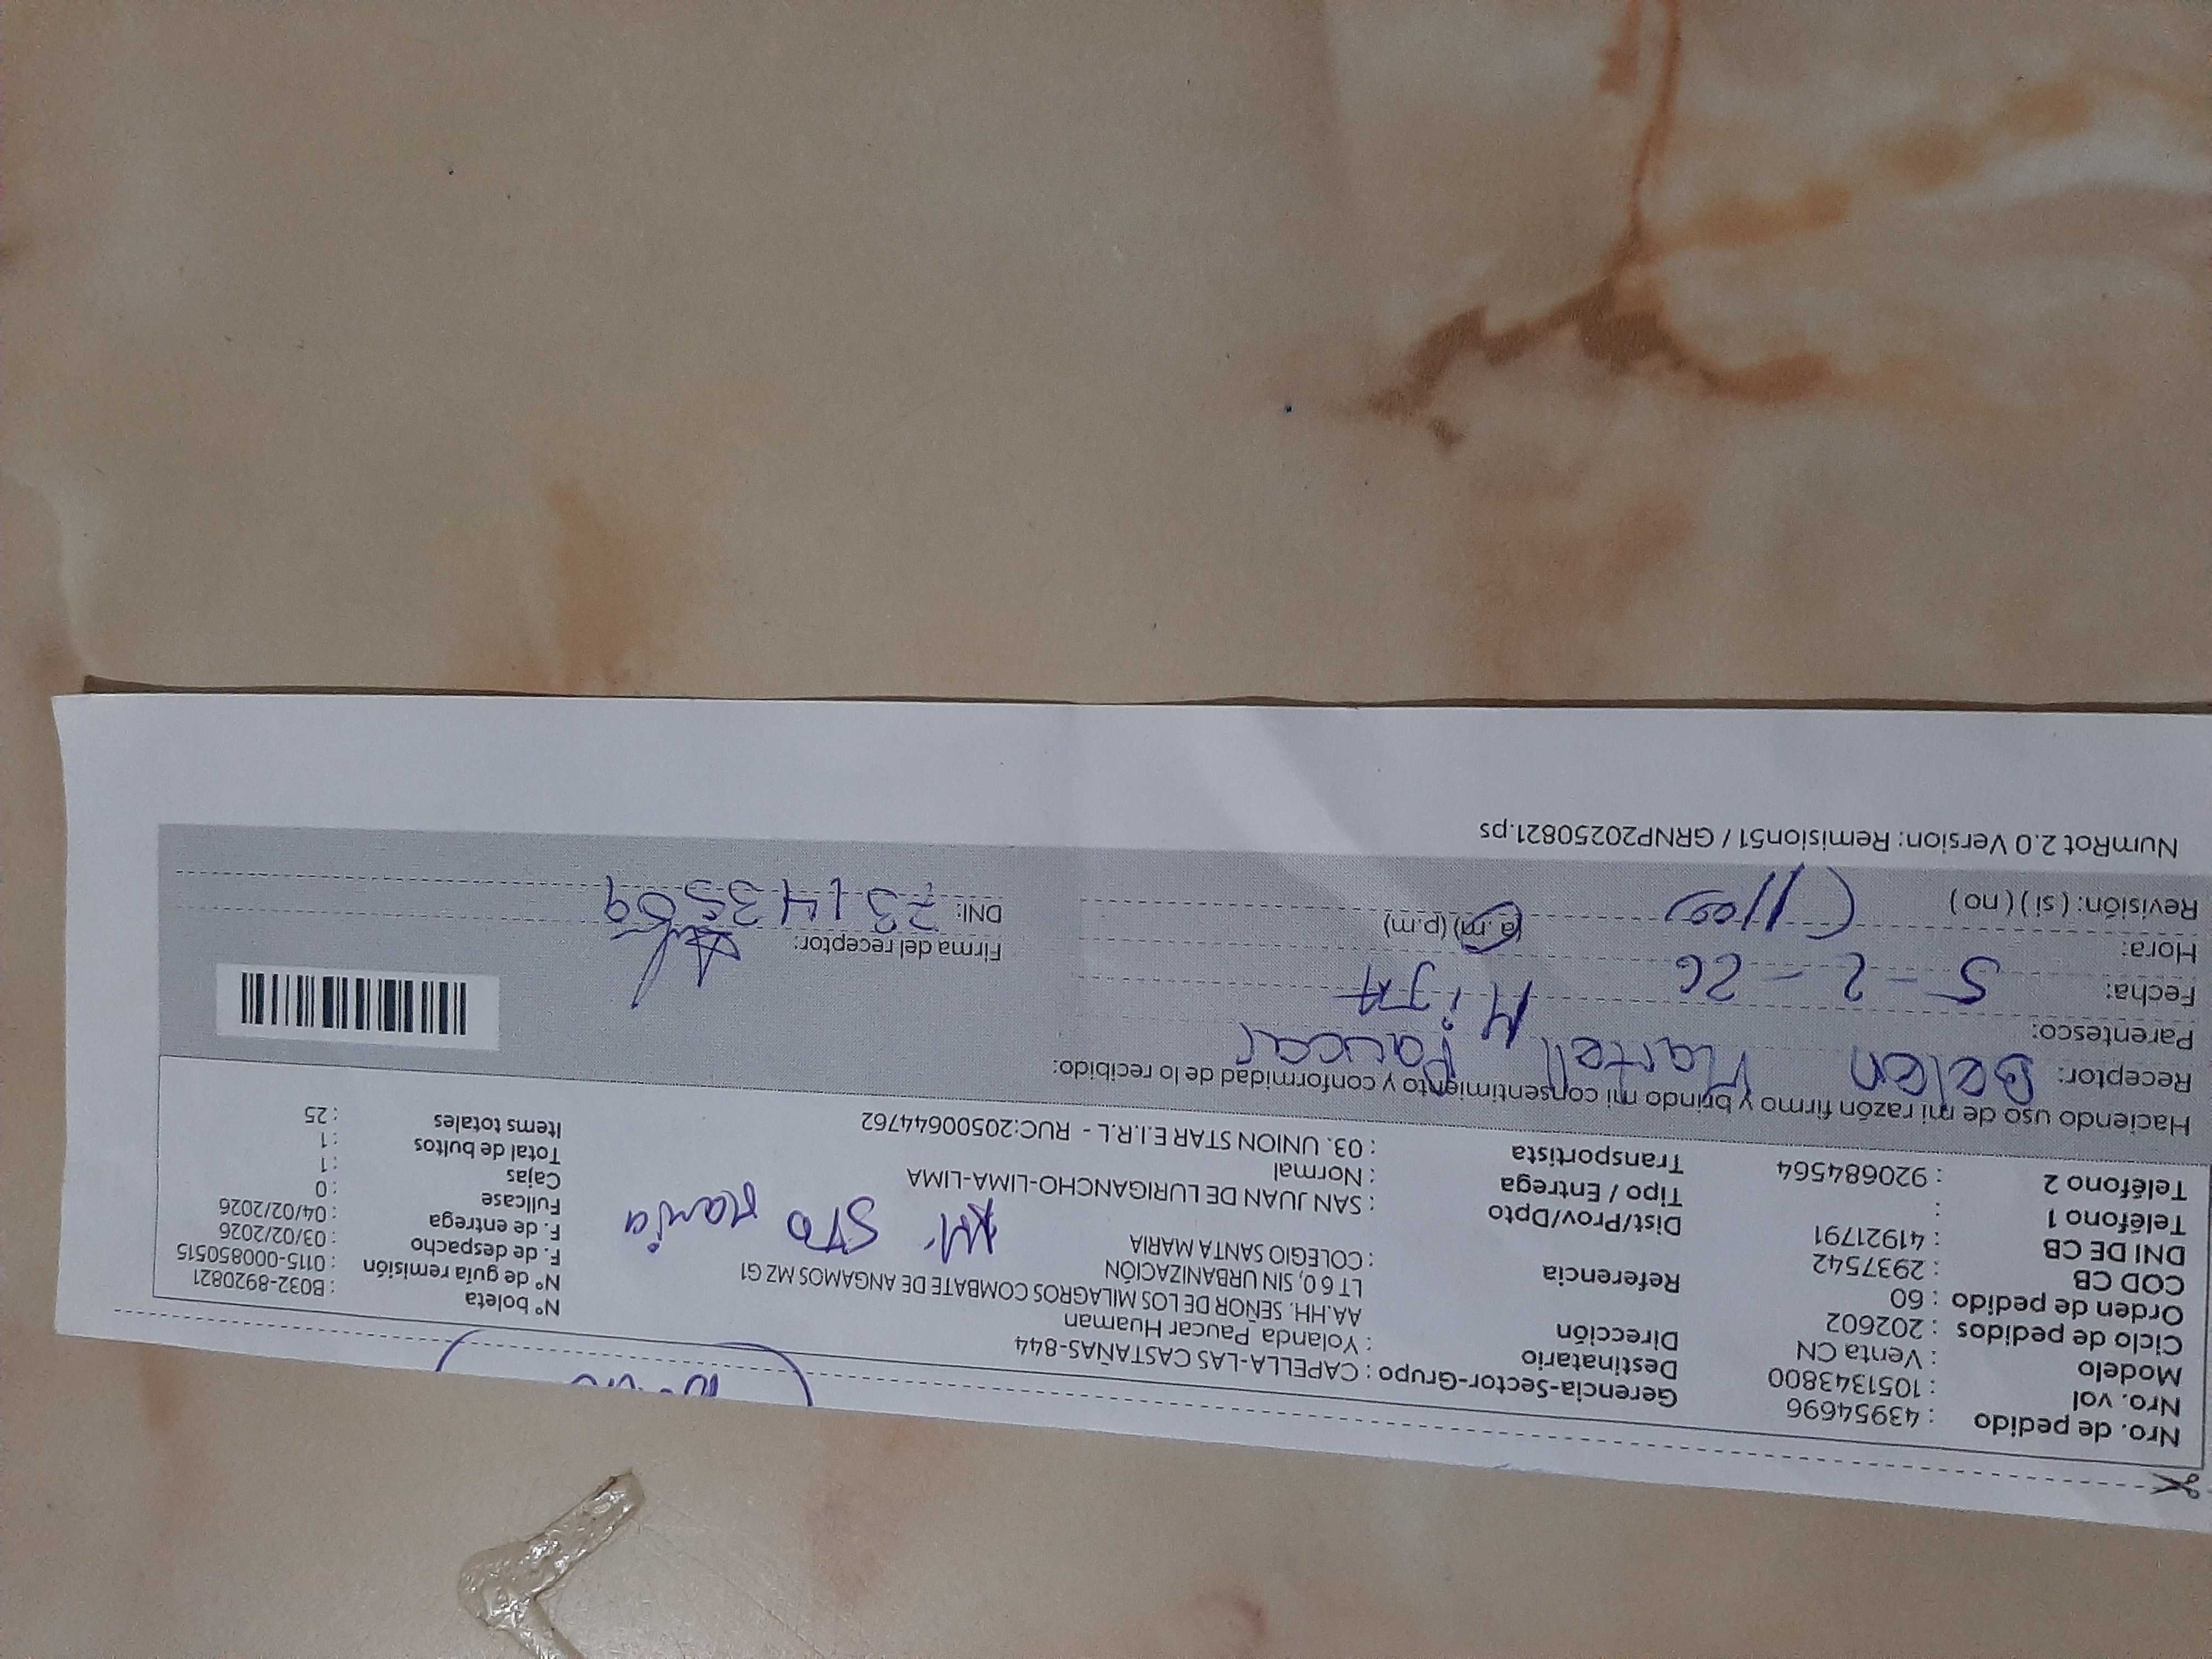 Nro. de pedido : 43954696 Gerencia-Sector-Grupo : CAPELLA-LAS CASTAÑAS-844
Nro. vol : 1051343800 Destinatario : Yolanda Paucar Huaman
Modelo : Venta CN Dirección AA.HH. SEÑOR DE LOS MILAGROS COMBATE DE ANGAMOS MZ G1
Ciclo de pedidos : 202602 LT 6 0, SIN URBANIZACIÓN
Orden de pedido : 60 Referencia : COLEGIO SANTA MARIA
COD CB : 2937542 Dist/Prov/Dpto : SAN JUAN DE LURIGANCHO-LIMA-LIMA
DNI DE CB : 41921791 Tipo / Entrega : Normal
Teléfono 1 : Transportista : 03. UNION STAR E.I.R.L - RUC:20500644762
Teléfono 2 : 920684564
N° boleta : B032-8920821
N° de guía remisión : 0115-000850515
F. de despacho : 03/02/2026
F. de entrega : 04/02/2026
Fullcase : 0
Cajas : 1
Total de bultos : 1
Items totales : 25
STA Maria
Haciendo uso de mi razón firmo y brindo mi consentimiento y conformidad de lo recibido:
Receptor: Belen Martell Paucar
Parentesco: HiJA
Fecha: 5-2-26
Hora: 11:00 (a.m) (p.m)
Revisión: ( si ) ( no )
Firma del receptor:
DNI: 73143569
NumRot 2.0 Version: Remision51 / GRNP20250821.ps